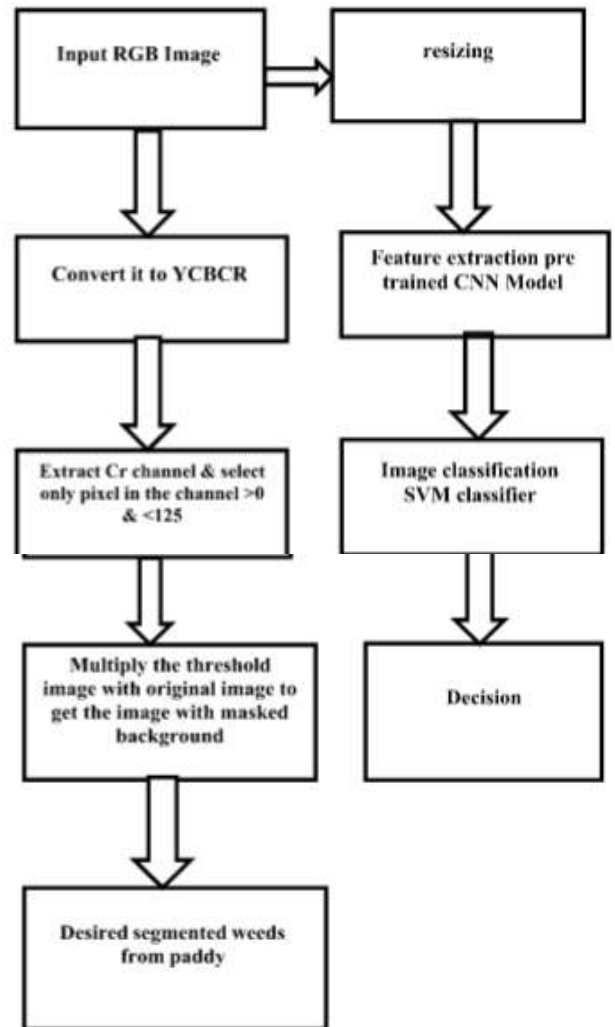 Input RGB Image
resizing
Convert it to YCBCR
Feature extraction pre
trained CNN Model
Extract Cr channel & select
only pixel in the channel >0
& <125
Image classification
SVM classifier
Multiply the threshold
image with original image to
get the image with masked
background
Decision
Desired segmented weeds
from paddy